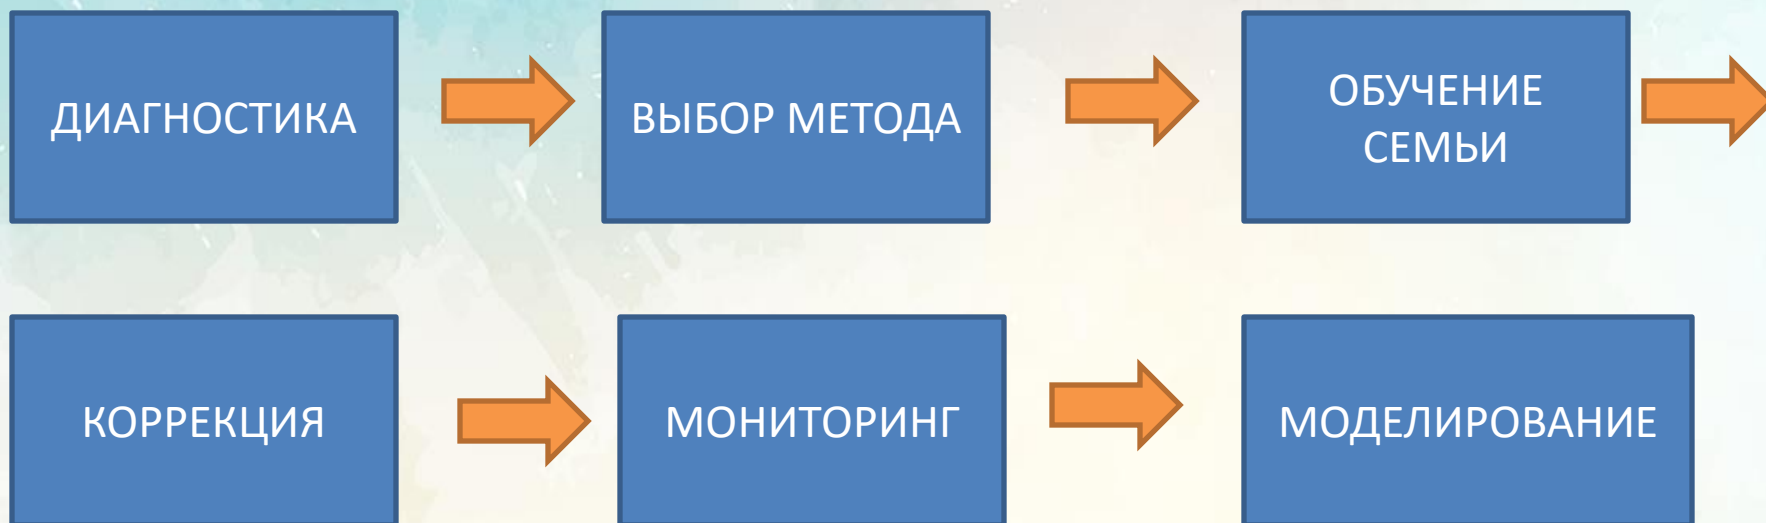 ДИАГНОСТИКА
ВЫБОР МЕТОДА
ОБУЧЕНИЕ
СЕМЬИ
КОРРЕКЦИЯ
МОНИТОРИНГ
МОДЕЛИРОВАНИЕ